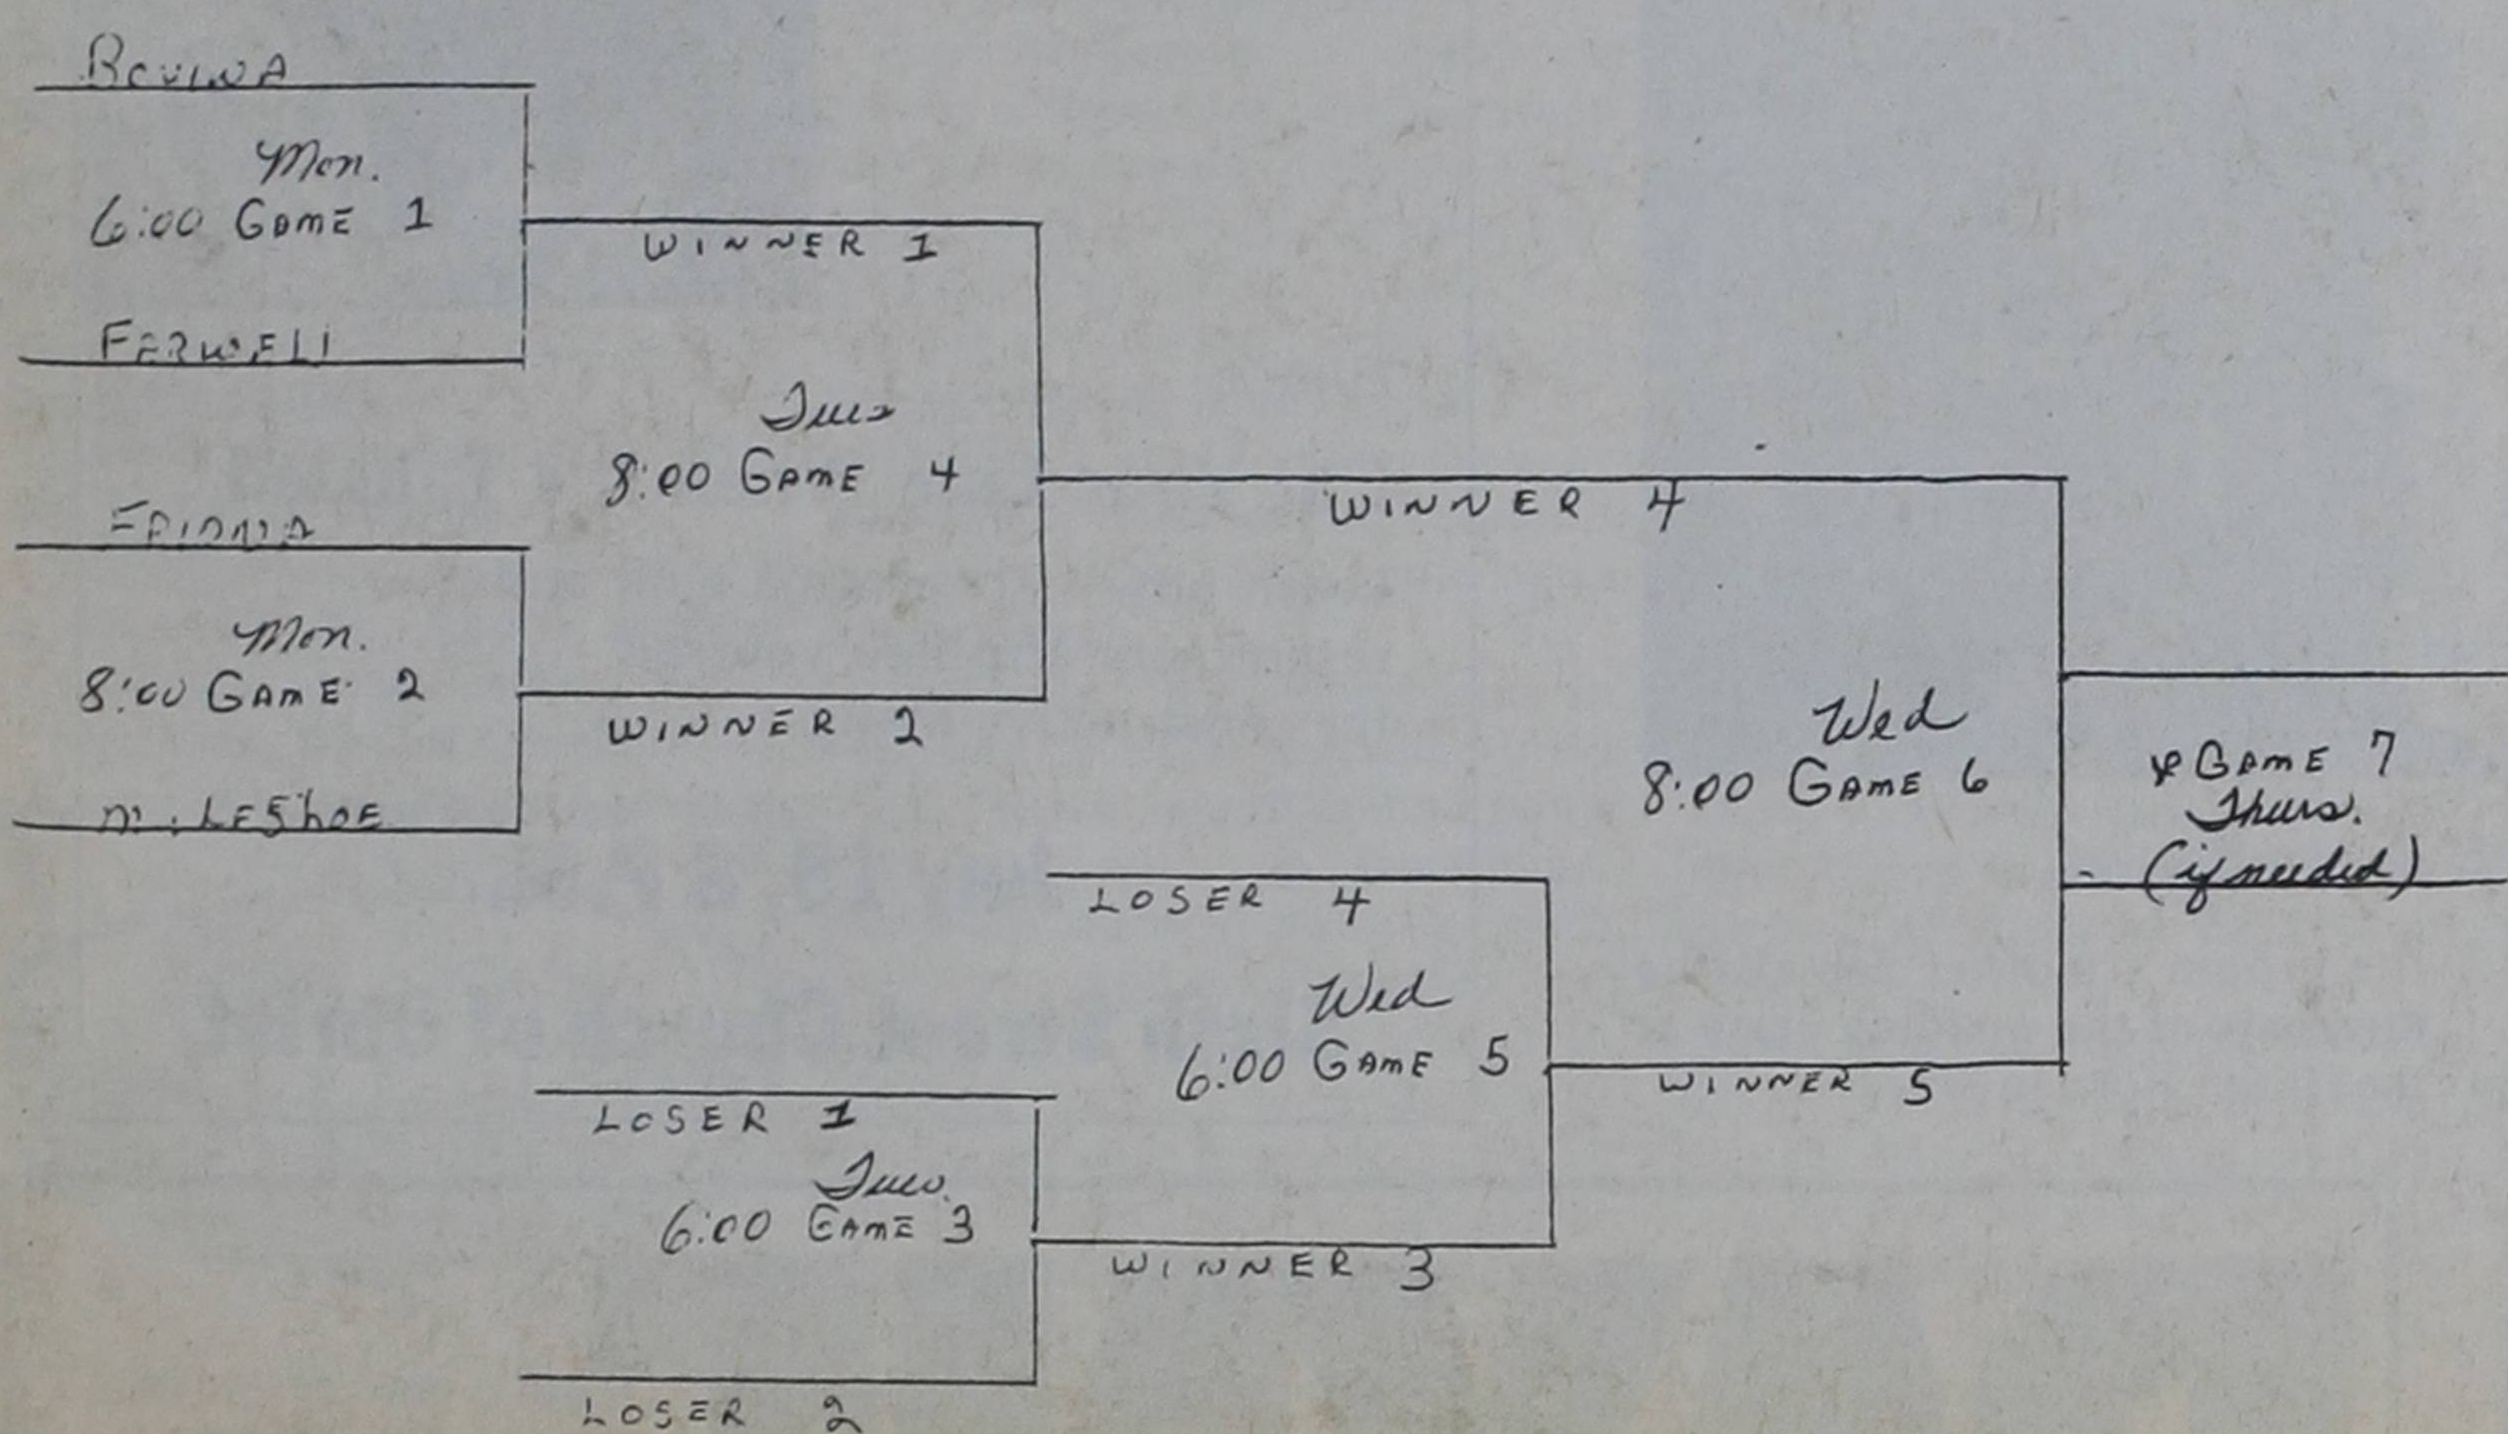 BOVINA
Mon.
6:00 GAME 1
FARWELL
WINNER 1
Tues
8:00 GAME 4
FRIONA
Mon.
8:00 GAME 2
WINNER 2
MULESHOE
WINNER 4
Wed
8:00 GAME 6
* GAME 7
Thurs.
(if needed)
LOSER 4
Wed
6:00 GAME 5
WINNER 5
LOSER 1
Tues.
6:00 GAME 3
WINNER 3
LOSER 2